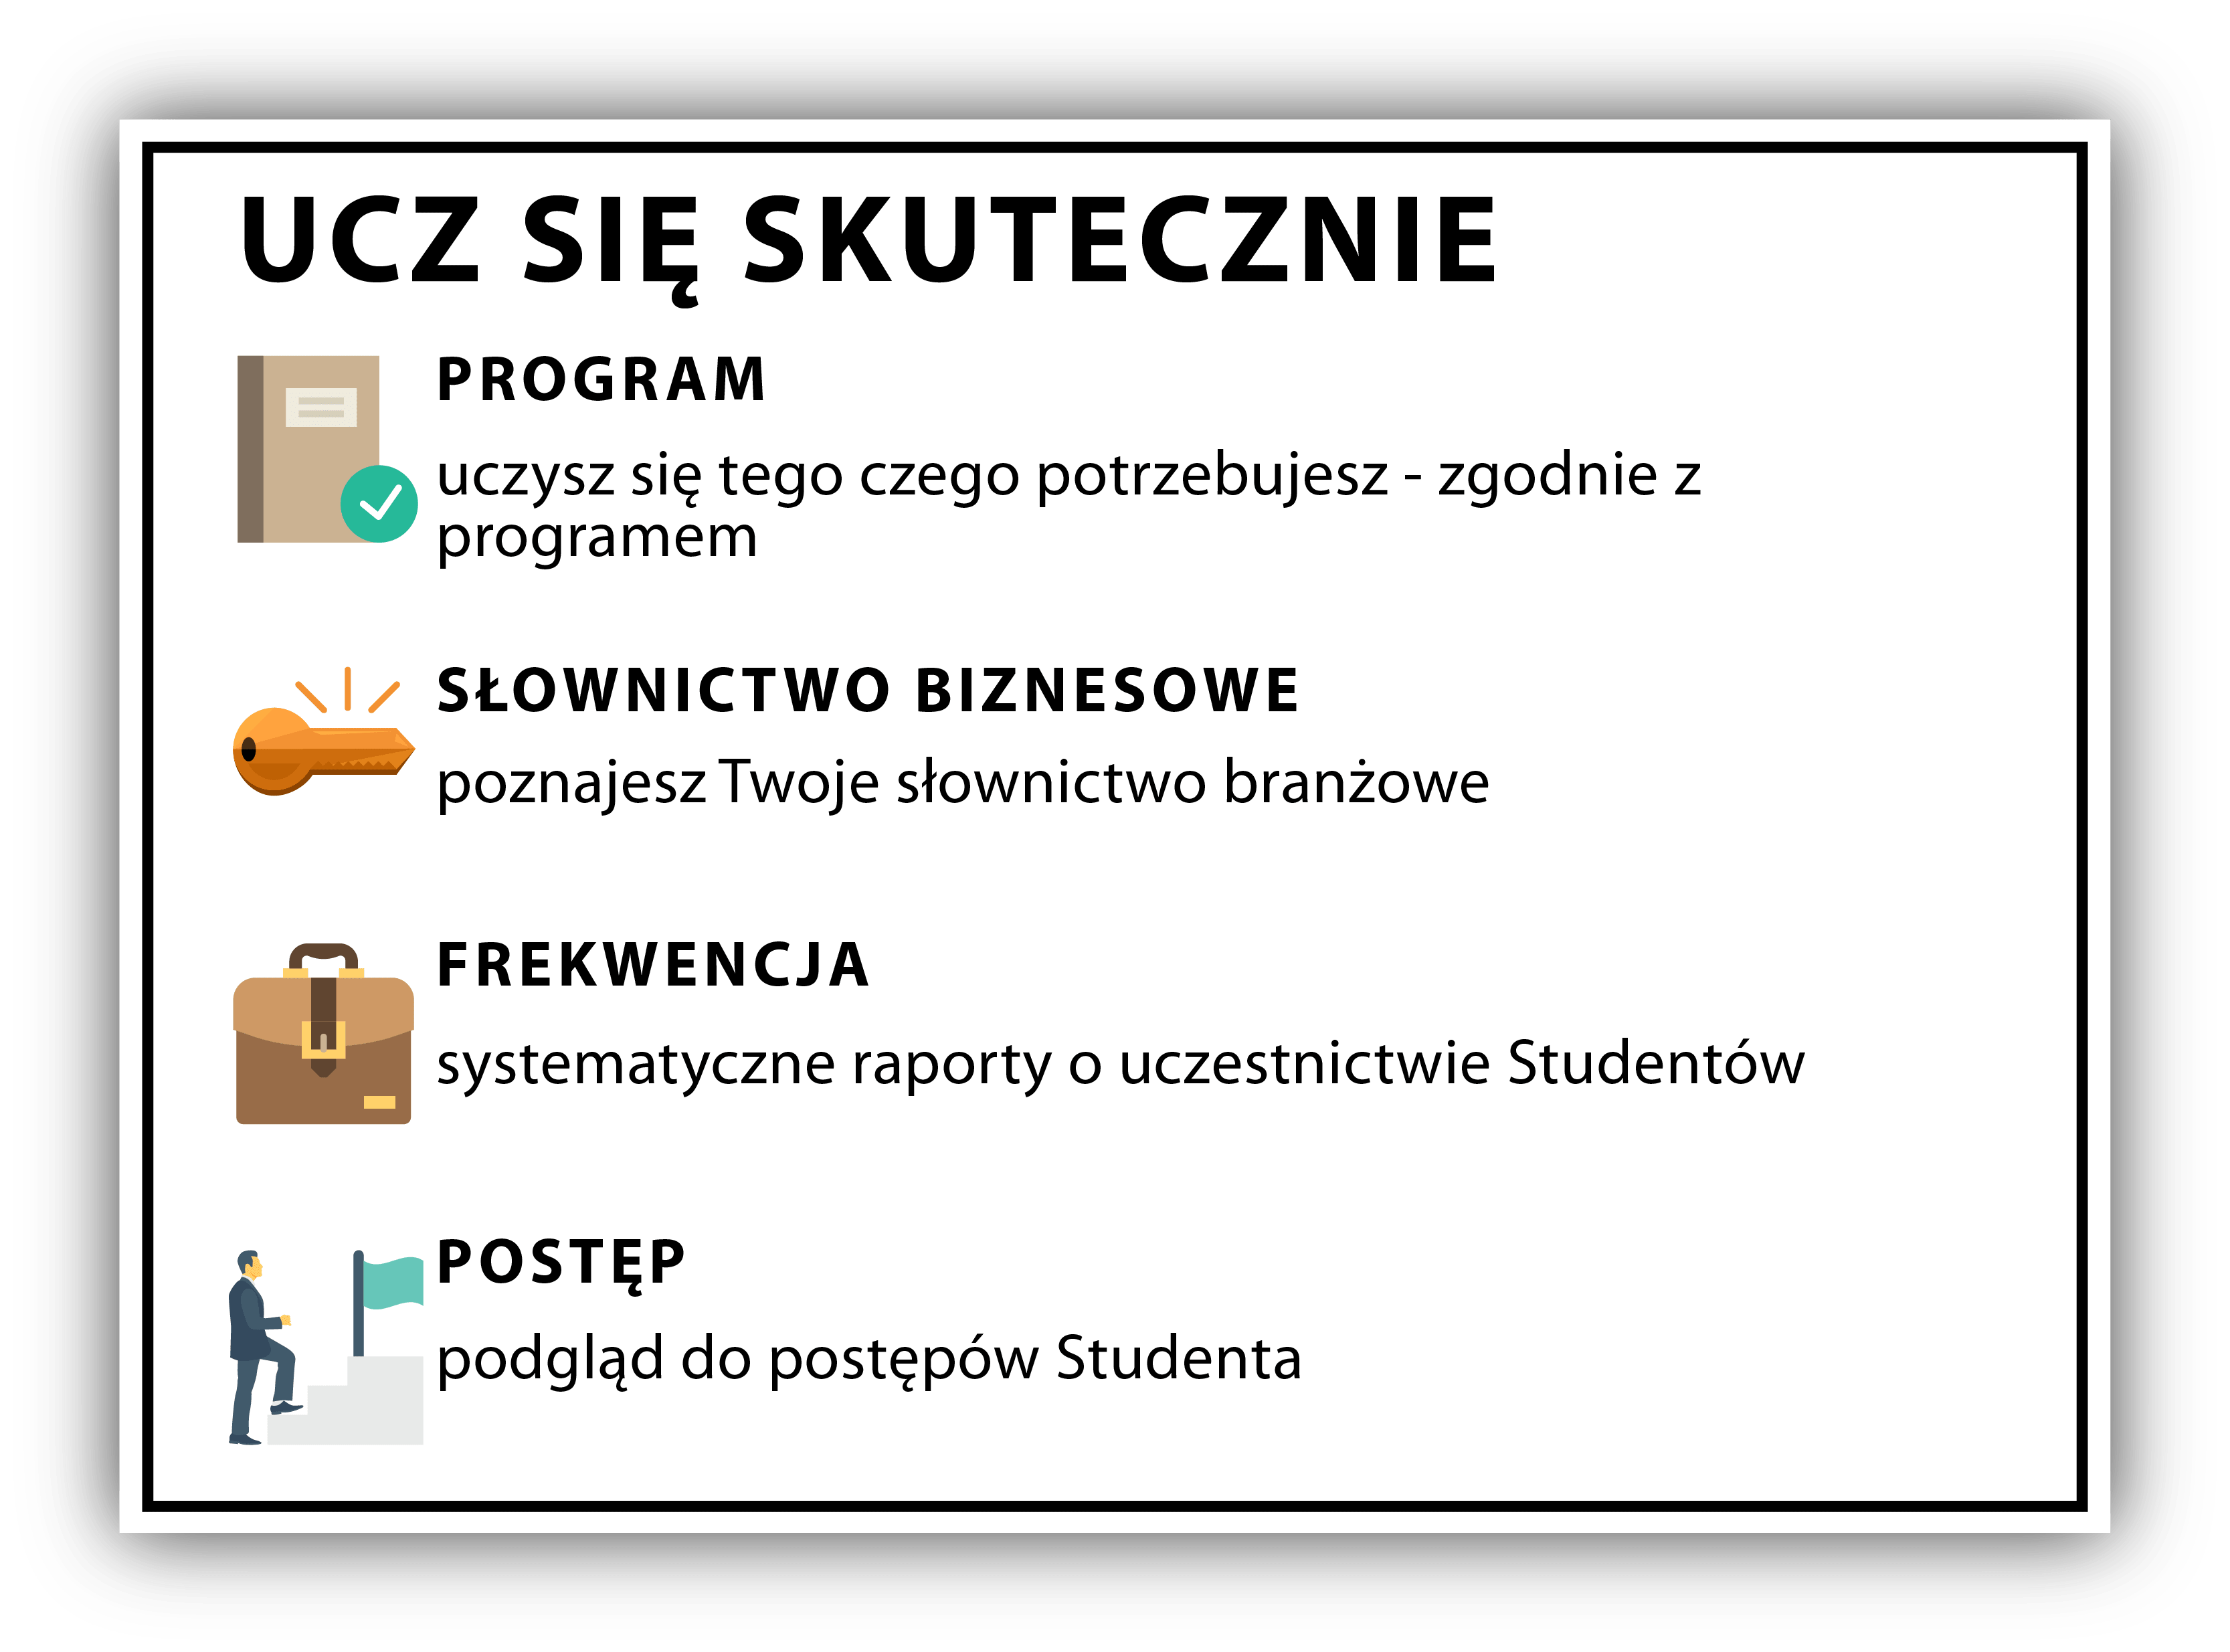 UCZ SIĘ SKUTECZNIE
PROGRAM
uczysz się tego czego potrzebujesz - zgodnie z
programem
SŁOWNICTWO BIZNESOWE
poznajesz Twoje słownictwo branżowe
FREKWENCJA
systematyczne raporty o uczestnictwie Studentów
POSTĘP
podgląd do postępów Studenta